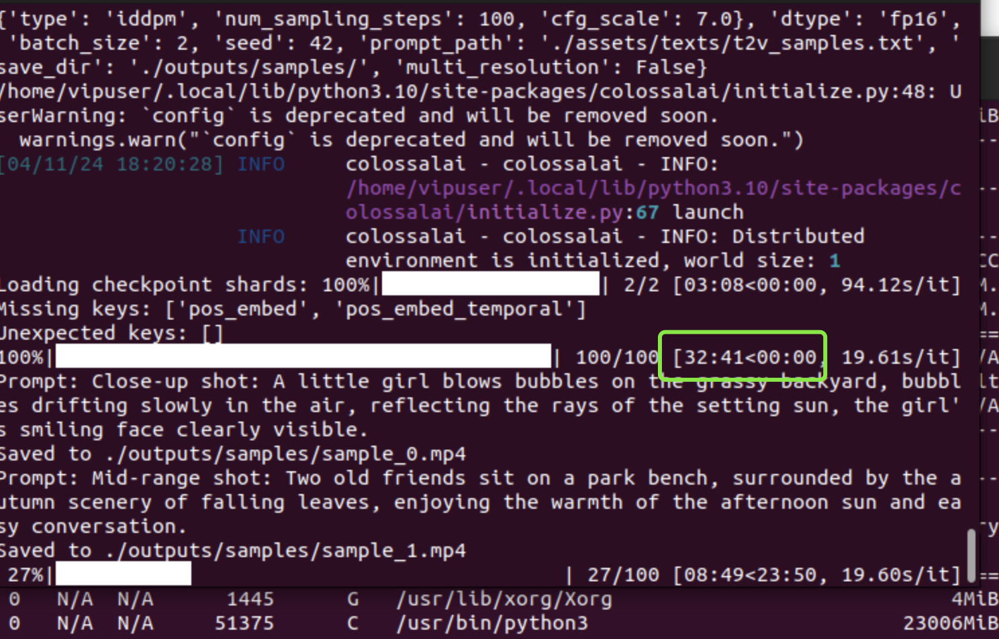 {'type': 'iddpm', 'num_sampling_steps': 100, 'cfg_scale': 7.0}, 'dtype': 'fp16',
'batch_size': 2, 'seed': 42, 'prompt_path': './assets/texts/t2v_samples.txt', '
save_dir': './outputs/samples/', 'multi_resolution': False}
/home/vipuser/.local/lib/python3.10/site-packages/colossalai/initialize.py:48: U
serWarning: `config` is deprecated and will be removed soon.
warnings.warn("`config` is deprecated and will be removed soon.")
[04/11/24 18:20:28] INFO colossalai - colossalai - INFO:
/home/vipuser/.local/lib/python3.10/site-packages/c
olossalai/initialize.py:67 launch
INFO colossalai - colossalai - INFO: Distributed
environment is initialized, world size: 1
Loading checkpoint shards: 100%| | 2/2 [03:08<00:00, 94.12s/it]
Missing keys: ['pos_embed', 'pos_embed_temporal']
Unexpected keys: []
100%| | 100/100 [32:41<00:00, 19.61s/it]
Prompt: Close-up shot: A little girl blows bubbles on the grassy backyard, bubbl
es drifting slowly in the air, reflecting the rays of the setting sun, the girl'
s smiling face clearly visible.
Saved to ./outputs/samples/sample_0.mp4
Prompt: Mid-range shot: Two old friends sit on a park bench, surrounded by the a
utumn scenery of falling leaves, enjoying the warmth of the afternoon sun and ea
sy conversation.
Saved to ./outputs/samples/sample_1.mp4
27%| | 27/100 [08:49<23:50, 19.60s/it]
0 N/A N/A 1445 G /usr/lib/xorg/Xorg 4MiB
0 N/A N/A 51375 C /usr/bin/python3 23006MiB